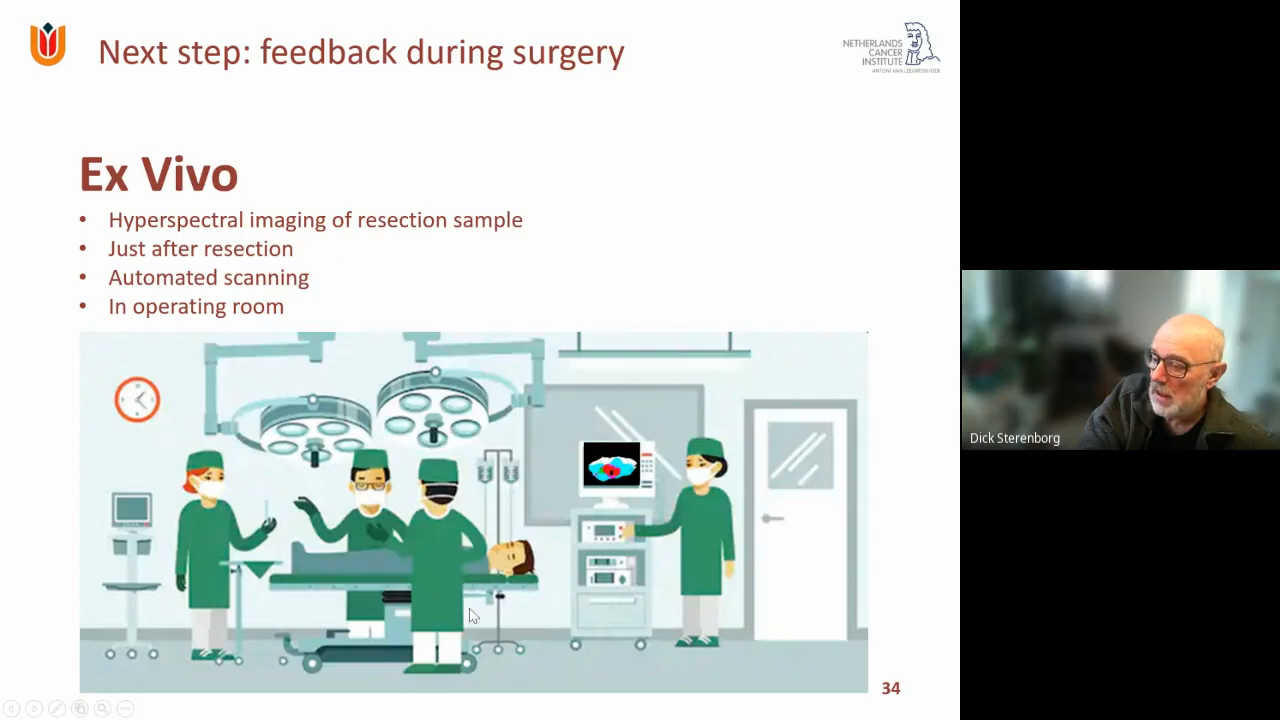 Next step: feedback during surgery
NETHERLANDS
CANCER
INSTITUTE
ANTONI VAN LEEUWENHOEK
Ex Vivo
• Hyperspectral imaging of resection sample
• Just after resection
• Automated scanning
• In operating room
Dick Sterenborg
34